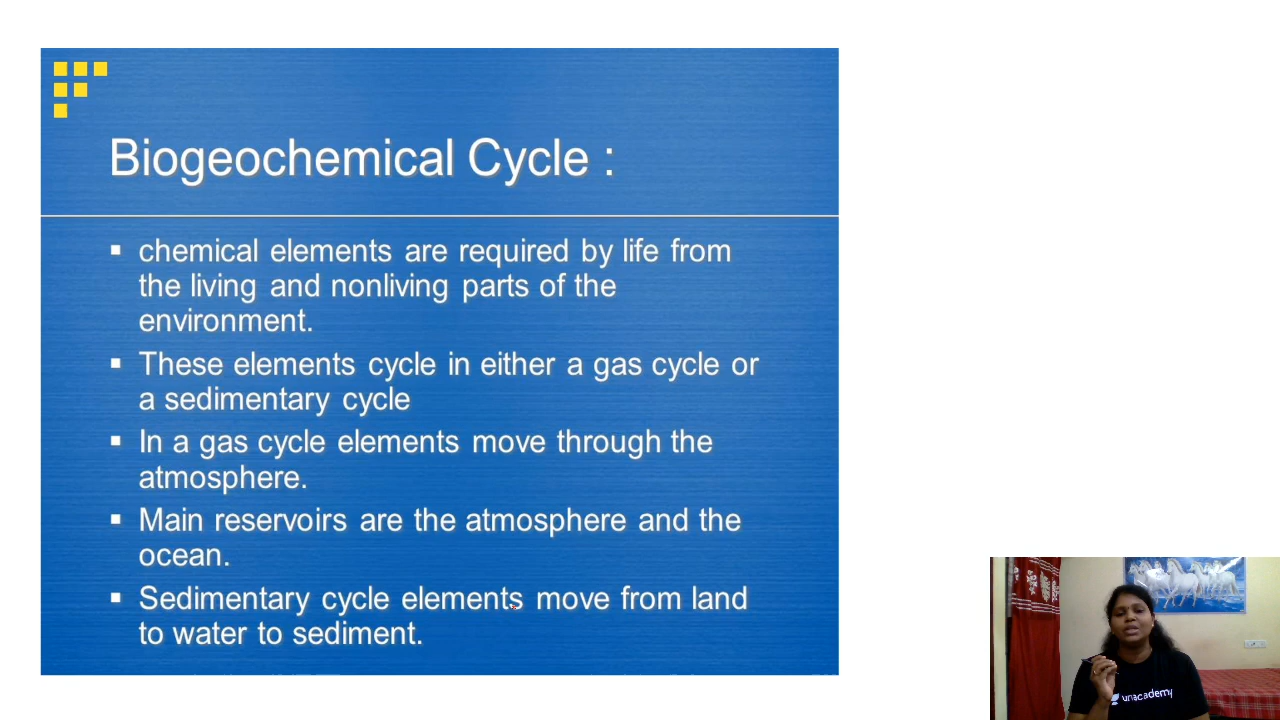 Biogeochemical Cycle :
▪ chemical elements are required by life from
the living and nonliving parts of the
environment.
▪ These elements cycle in either a gas cycle or
a sedimentary cycle
▪ In a gas cycle elements move through the
atmosphere.
▪ Main reservoirs are the atmosphere and the
ocean.
▪ Sedimentary cycle elements move from land
to water to sediment.
unacademy